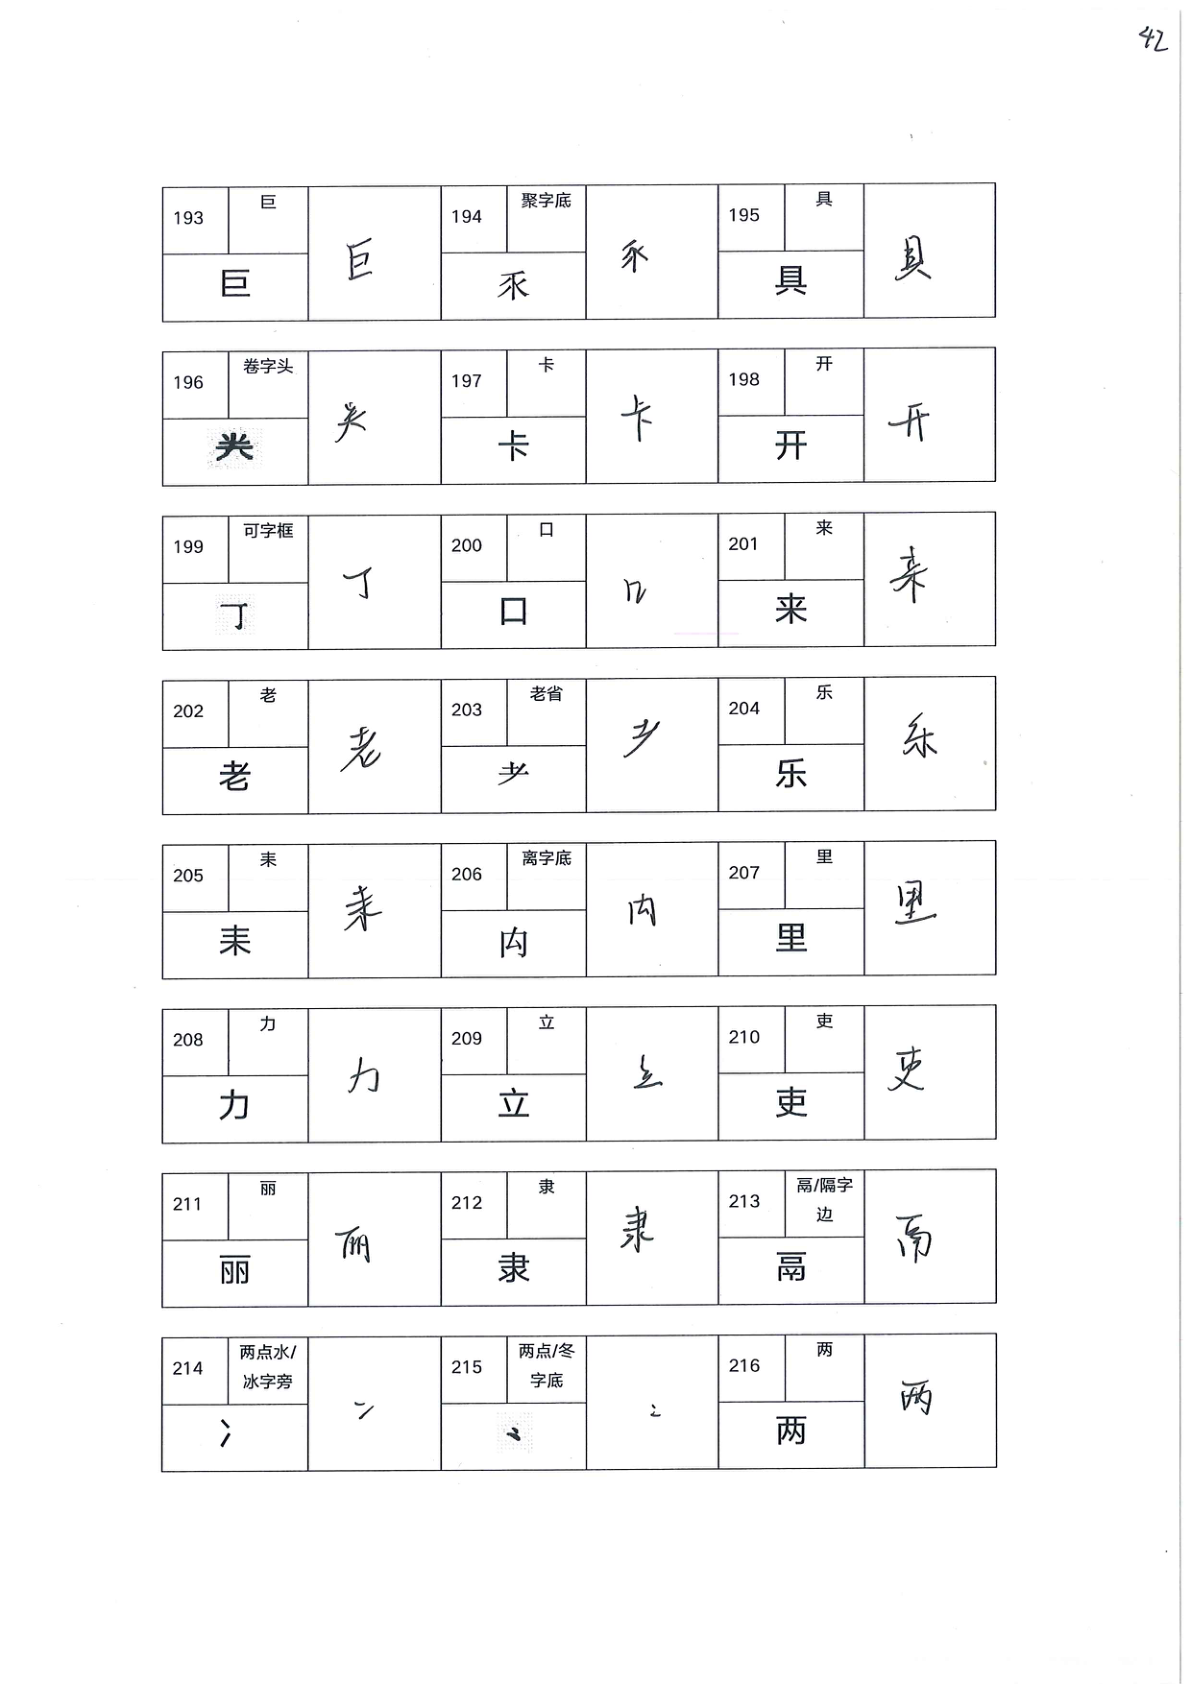 42
193 巨 巨 巨
194 聚字底 乑 乑
195 具 具 具
196 卷字头 龹 龹
197 卡 卡 卡
198 开 开 开
199 可字框 丁 丁
200 口 口 口
201 来 来 来
202 老 老 老
203 老省 耂 耂
204 乐 乐 乐
205 耒 耒 耒
206 离字底 禸 禸
207 里 里 里
208 力 力 力
209 立 立 立
210 吏 吏 吏
211 丽 丽 丽
212 隶 隶 隶
213 鬲/隔字
边 鬲 鬲
214 两点水/
冰字旁 冫 冫
215 两点/冬
字底 ⺀ ⺀
216 两 两 两